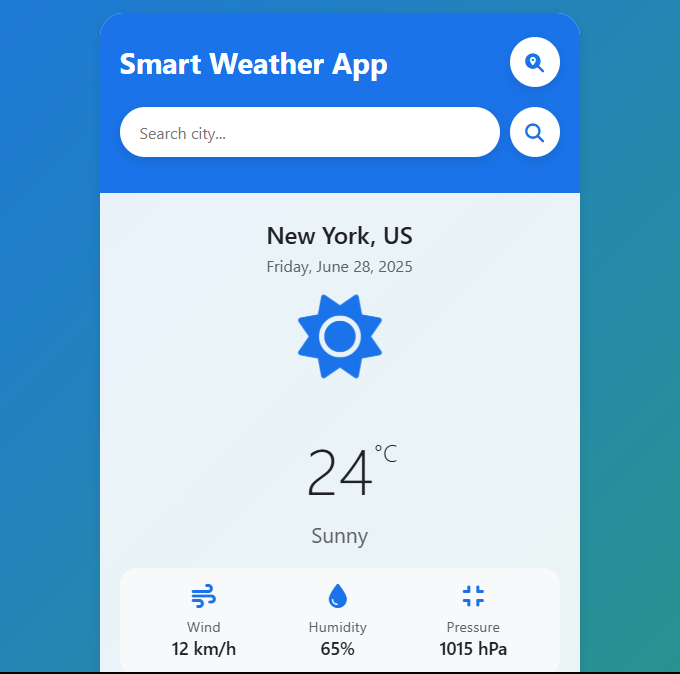 Smart Weather App
Search city...
New York, US
Friday, June 28, 2025
24°C
Sunny
Wind Humidity Pressure
12 km/h 65% 1015 hPa